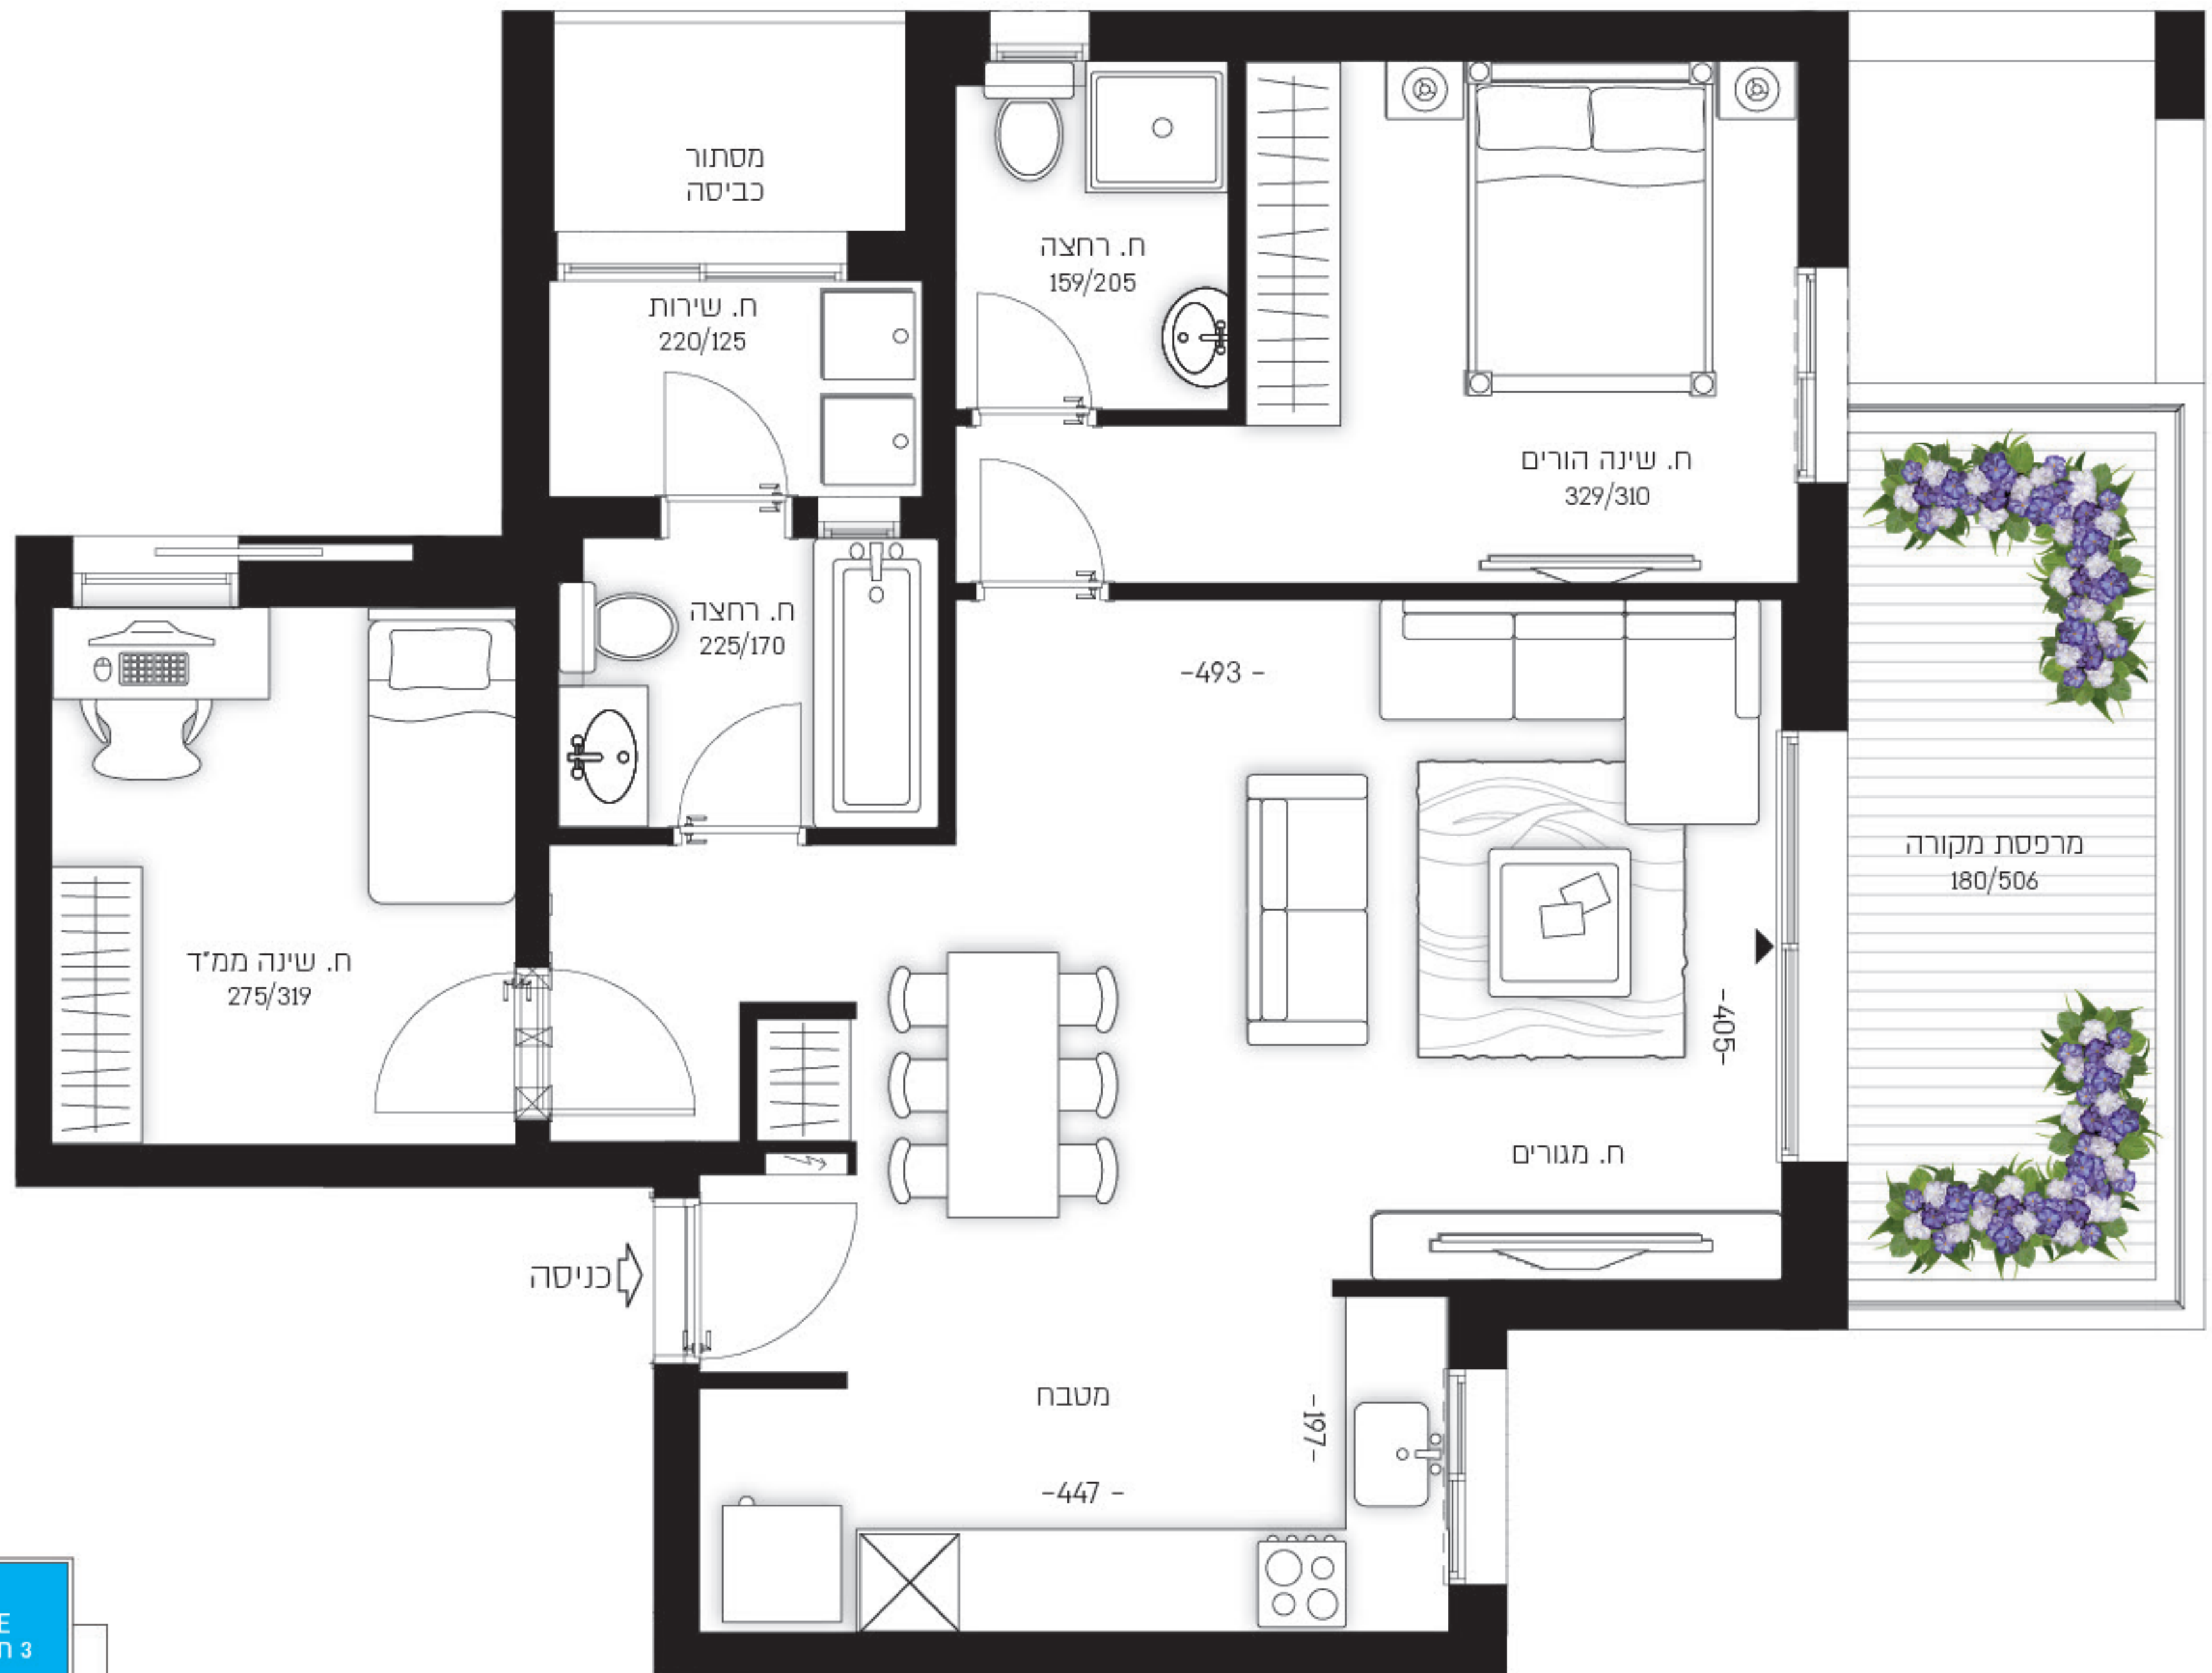 מסתור
כביסה
ח. רחצה
159/205
ח. שירות
220/125
ח. שינה הורים
329/310
ח. רחצה
225/170
-493 -
מרפסת מקורה
180/506
ח. שינה ממ"ד
275/319
-405-
ח. מגורים
כניסה
מטבח
-197-
-447 -
E
3 ח